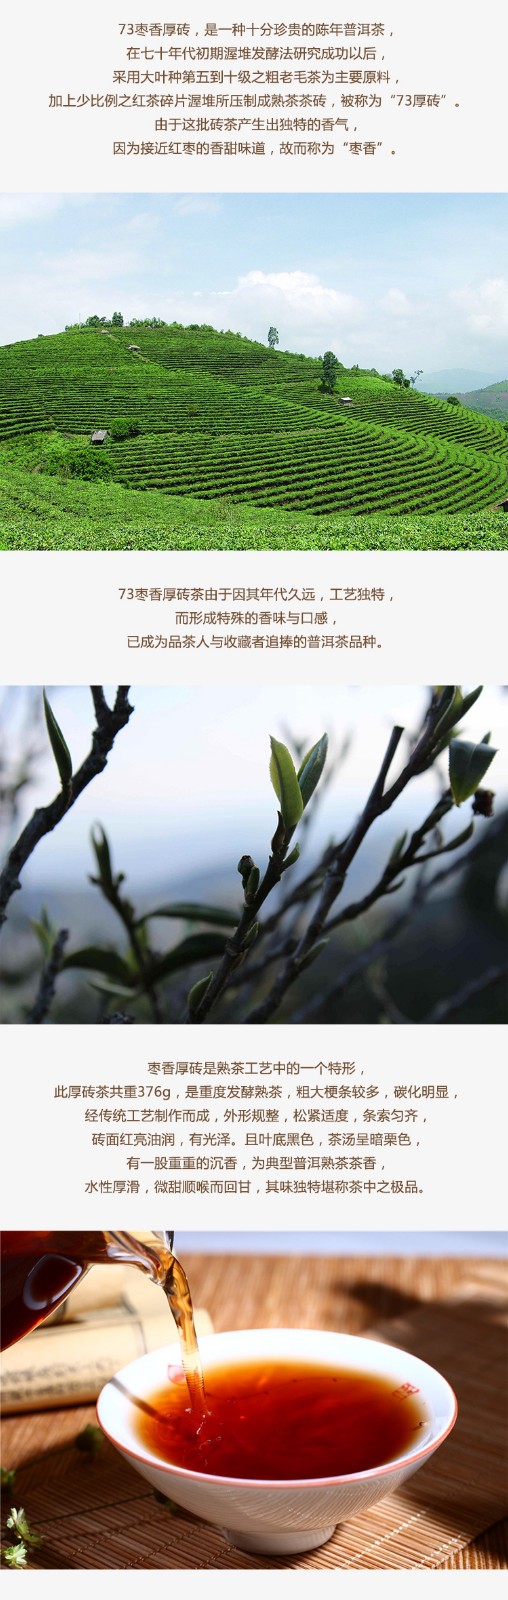 73枣香厚砖，是一种十分珍贵的陈年普洱茶，
在七十年代初期渥堆发酵法研究成功以后，
采用大叶种第五到十级之粗老毛茶为主要原料，
加上少比例之红茶碎片渥堆所压制成熟茶茶砖，被称为“73厚砖”。
由于这批砖茶产生出独特的香气，
因为接近红枣的香甜味道，故而称为“枣香”。
73枣香厚砖茶由于因其年代久远，工艺独特，
而形成特殊的香味与口感，
已成为品茶人与收藏者追捧的普洱茶品种。
枣香厚砖是熟茶工艺中的一个特形，
此厚砖茶共重376g，是重度发酵熟茶，粗大梗条较多，碳化明显，
经传统工艺制作而成，外形规整，松紧适度，条索匀齐，
砖面红亮油润，有光泽。且叶底黑色，茶汤呈暗栗色，
有一股重重的沉香，为典型普洱熟茶茶香，
水性厚滑，微甜顺喉而回甘，其味独特堪称茶中之极品。